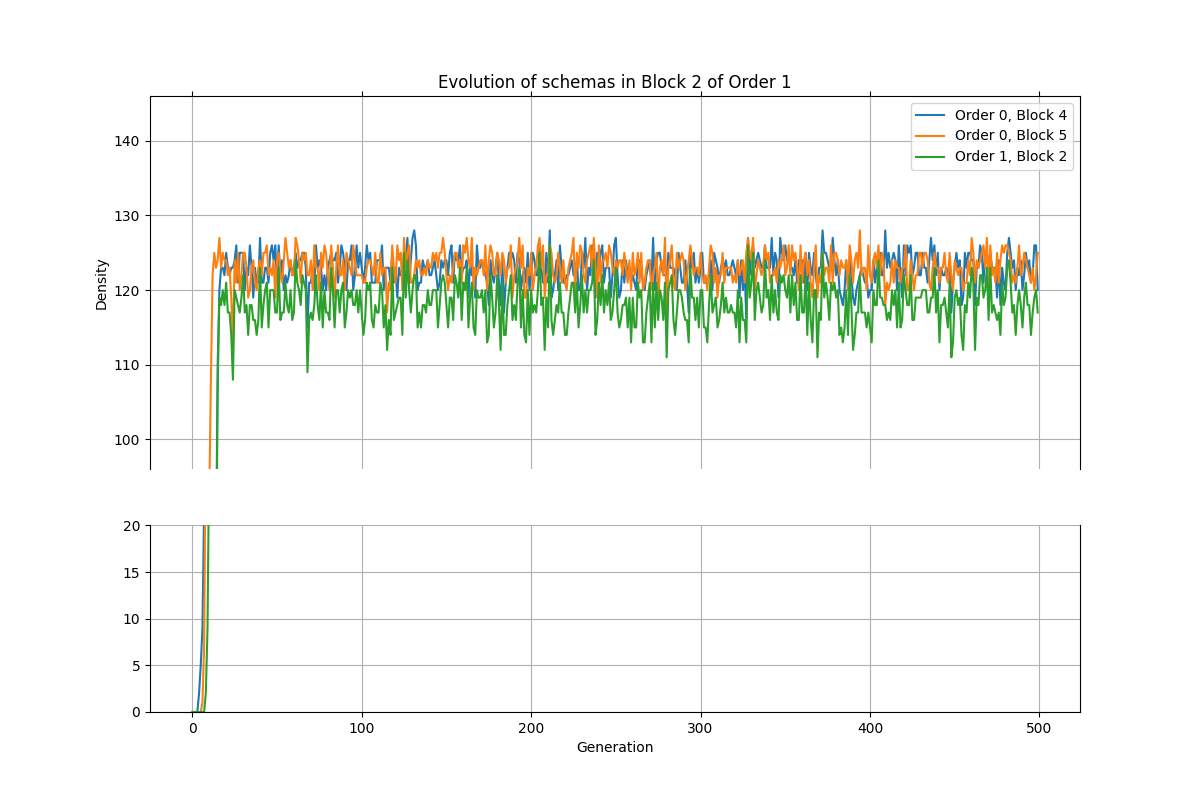 Evolution of schemas in Block 2 of Order 1
Order 0, Block 4
Order 0, Block 5
Order 1, Block 2
Density
140
130
120
110
100
20
15
10
5
0
0 100 200 300 400 500
Generation